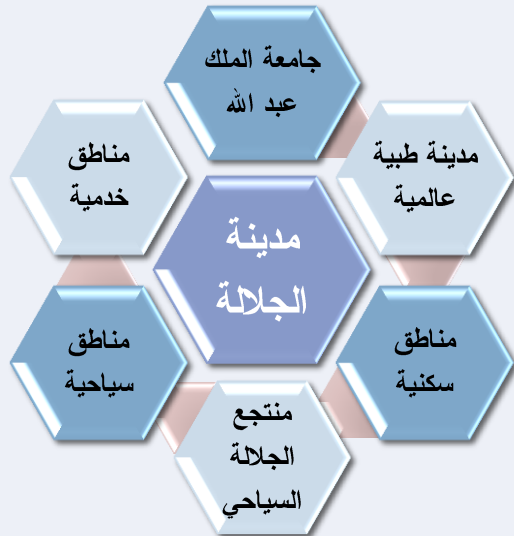 جامعة الملك
عبد الله
مدينة طبية
عالمية
مناطق
خدمية
مدينة
الجلالة
مناطق
سكنية
مناطق
سياحية
منتجع
الجلالة
السياحي